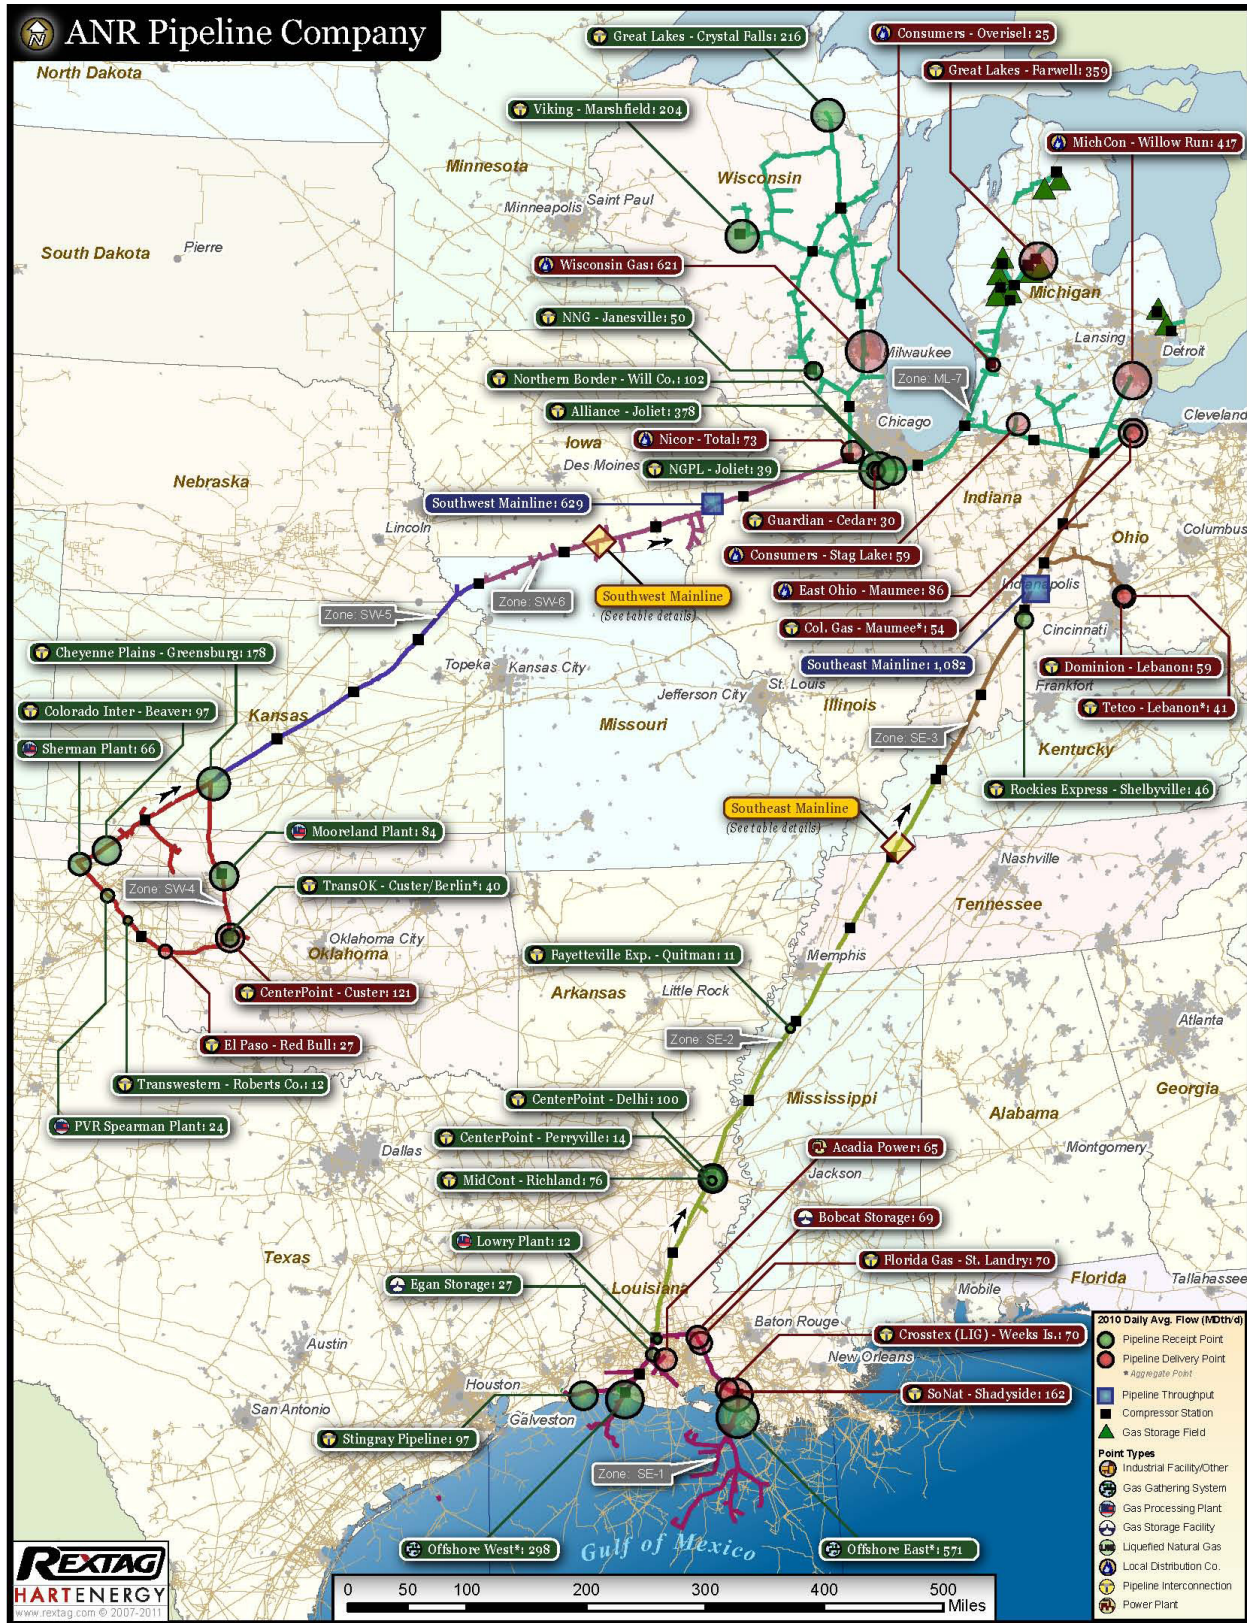 ANR Pipeline Company
N
Great Lakes - Crystal Falls: 216
Consumers - Overisel: 25
Great Lakes - Farwell: 359
North Dakota
Viking - Marshfield: 204
MichCon - Willow Run: 417
Minnesota
Wisconsin
Minneapolis
Saint Paul
South Dakota
Pierre
Wisconsin Gas: 621
Michigan
NNG - Janesville: 50
Lansing
Detroit
Milwaukee
Zone: ML-7
Northern Border - Will Co.: 102
Alliance - Joliet: 378
Chicago
Cleveland
Iowa
Nicor - Total: 73
Des Moines
NGPL - Joliet: 39
Nebraska
Indiana
Southwest Mainline: 629
Guardian - Cedar: 30
Lincoln
Columbus
Ohio
Consumers - Stag Lake: 59
Indianapolis
East Ohio - Maumee: 86
Southwest Mainline
(See table details)
Zone: SW-6
Zone: SW-5
Col. Gas - Maumee*: 54
Cincinnati
Cheyenne Plains - Greensburg: 178
Topeka
Kansas City
Southeast Mainline: 1,082
Dominion - Lebanon: 59
St. Louis
Frankfort
Jefferson City
Illinois
Colorado Inter - Beaver: 97
Kansas
Missouri
Tetco - Lebanon*: 41
Zone: SE-3
Kentucky
Sherman Plant: 66
Rockies Express - Shelbyville: 46
Southeast Mainline
(See table details)
Mooreland Plant: 84
Nashville
Zone: SW-4
TransOK - Custer/Berlin*: 40
Tennessee
Oklahoma City
Oklahoma
Fayetteville Exp. - Quitman: 11
Memphis
CenterPoint - Custer: 121
Arkansas
Little Rock
Atlanta
El Paso - Red Bull: 27
Zone: SE-2
Transwestern - Roberts Co.: 12
Georgia
CenterPoint - Delhi: 100
Mississippi
Alabama
PVR Spearman Plant: 24
CenterPoint - Perryville: 14
Acadia Power: 65
Montgomery
Dallas
MidCont - Richland: 76
Jackson
Bobcat Storage: 69
Lowry Plant: 12
Texas
Florida Gas - St. Landry: 70
Egan Storage: 27
Louisiana
Florida
Tallahassee
Mobile
Baton Rouge
Austin
Crosstex (LIG) - Weeks Is.: 70
New Orleans
Houston
SoNat - Shadyside: 162
San Antonio
Galveston
Stingray Pipeline: 97
Zone: SE-1
Offshore West*: 298
Gulf of Mexico
Offshore East*: 571
2010 Daily Avg. Flow (MDth/d)
Pipeline Receipt Point
Pipeline Delivery Point
* Aggregate Point
Pipeline Throughput
Compressor Station
Gas Storage Field
Point Types
Industrial Facility/Other
Gas Gathering System
Gas Processing Plant
Gas Storage Facility
Liquefied Natural Gas
Local Distribution Co.
Pipeline Interconnection
Power Plant
REXTAG
HARTENERGY
www.rextag.com © 2007-2011
0 50 100 200 300 400 500
Miles